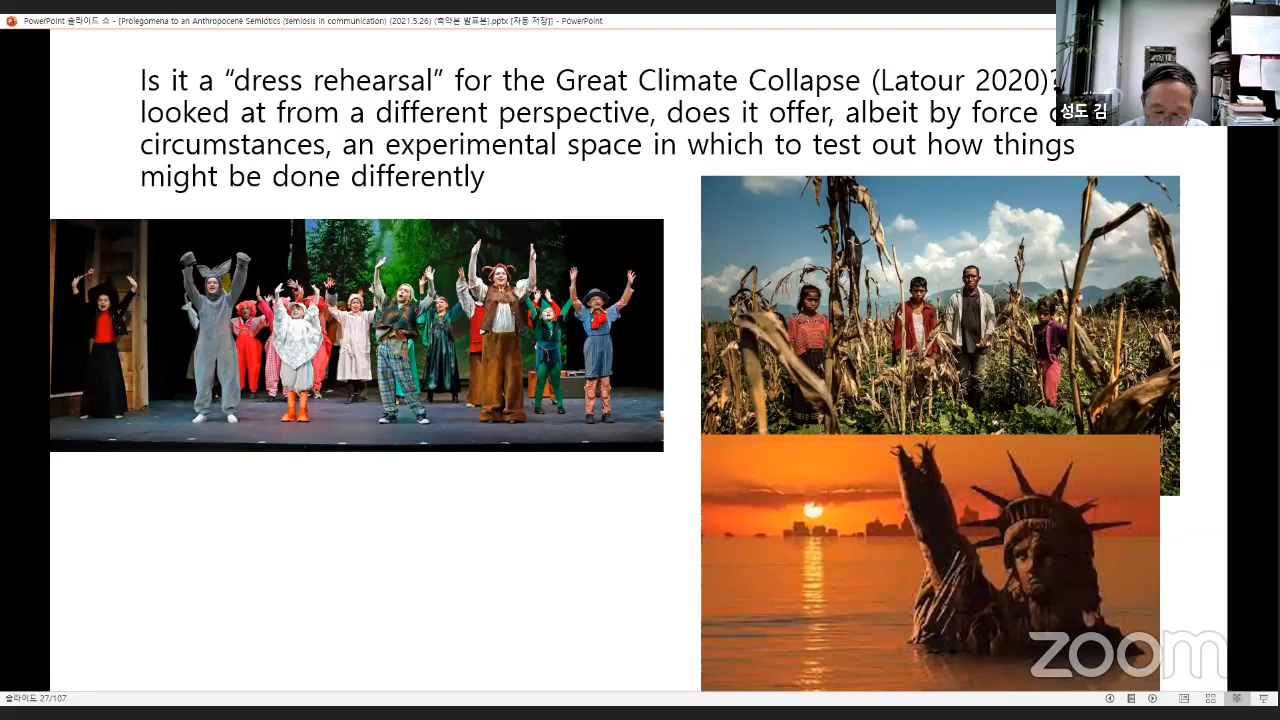 PowerPoint 슬라이드 쇼 - [Prolegomena to an Anthropocene Semiotics (semiosis in communication) (2021.5.26) (축약본 발표본).pptx [자동 저장]] - PowerPoint
Is it a “dress rehearsal” for the Great Climate Collapse (Latour 2020)?
looked at from a different perspective, does it offer, albeit by force
circumstances, an experimental space in which to test out how things
might be done differently
성도 김
zoom
슬라이드 27/107